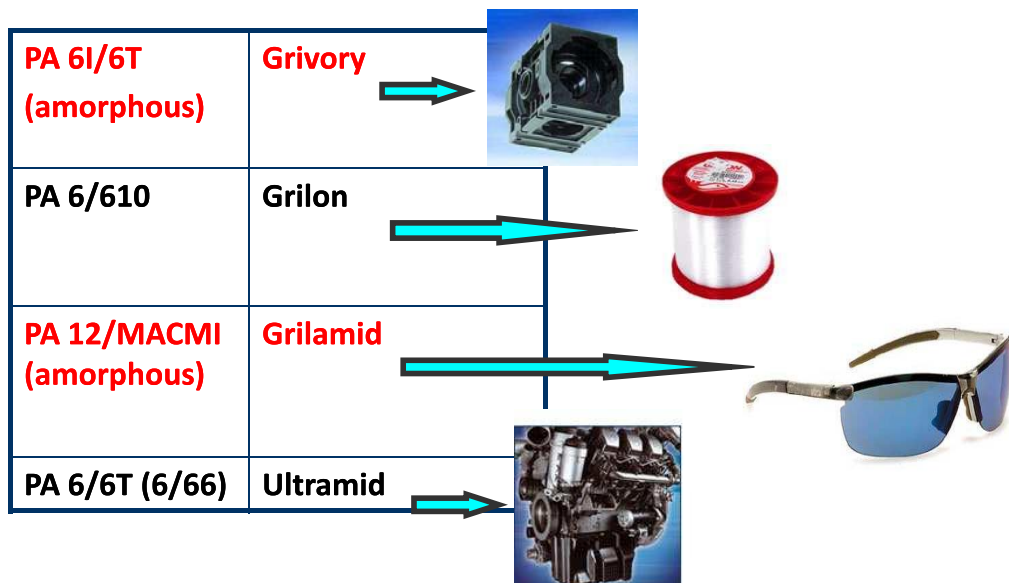 PA 6I/6T
(amorphous)
Grivory
PA 6/610
Grilon
PA 12/MACMI
(amorphous)
Grilamid
PA 6/6T (6/66)
Ultramid